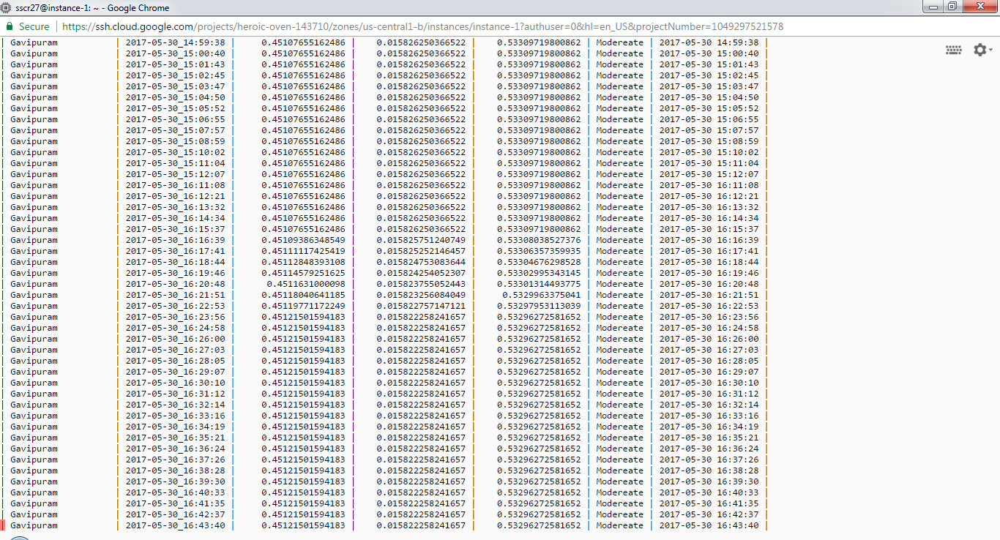 sscr27@instance-1: ~ - Google Chrome
Secure | https://ssh.cloud.google.com/projects/heroic-oven-143710/zones/us-central1-b/instances/instance-1?authuser=0&hl=en_US&projectNumber=1049297521578
| Gavipuram | 2017-05-30_14:59:38 | 0.45107655162486 | 0.015826250366522 | 0.53309719800862 | Modereate | 2017-05-30 14:59:38 |
| Gavipuram | 2017-05-30_15:00:40 | 0.45107655162486 | 0.015826250366522 | 0.53309719800862 | Modereate | 2017-05-30 15:00:40 |
| Gavipuram | 2017-05-30_15:01:43 | 0.45107655162486 | 0.015826250366522 | 0.53309719800862 | Modereate | 2017-05-30 15:01:43 |
| Gavipuram | 2017-05-30_15:02:45 | 0.45107655162486 | 0.015826250366522 | 0.53309719800862 | Modereate | 2017-05-30 15:02:45 |
| Gavipuram | 2017-05-30_15:03:47 | 0.45107655162486 | 0.015826250366522 | 0.53309719800862 | Modereate | 2017-05-30 15:03:47 |
| Gavipuram | 2017-05-30_15:04:50 | 0.45107655162486 | 0.015826250366522 | 0.53309719800862 | Modereate | 2017-05-30 15:04:50 |
| Gavipuram | 2017-05-30_15:05:52 | 0.45107655162486 | 0.015826250366522 | 0.53309719800862 | Modereate | 2017-05-30 15:05:52 |
| Gavipuram | 2017-05-30_15:06:55 | 0.45107655162486 | 0.015826250366522 | 0.53309719800862 | Modereate | 2017-05-30 15:06:55 |
| Gavipuram | 2017-05-30_15:07:57 | 0.45107655162486 | 0.015826250366522 | 0.53309719800862 | Modereate | 2017-05-30 15:07:57 |
| Gavipuram | 2017-05-30_15:08:59 | 0.45107655162486 | 0.015826250366522 | 0.53309719800862 | Modereate | 2017-05-30 15:08:59 |
| Gavipuram | 2017-05-30_15:10:02 | 0.45107655162486 | 0.015826250366522 | 0.53309719800862 | Modereate | 2017-05-30 15:10:02 |
| Gavipuram | 2017-05-30_15:11:04 | 0.45107655162486 | 0.015826250366522 | 0.53309719800862 | Modereate | 2017-05-30 15:11:04 |
| Gavipuram | 2017-05-30_15:12:07 | 0.45107655162486 | 0.015826250366522 | 0.53309719800862 | Modereate | 2017-05-30 15:12:07 |
| Gavipuram | 2017-05-30_16:11:08 | 0.45107655162486 | 0.015826250366522 | 0.53309719800862 | Modereate | 2017-05-30 16:11:08 |
| Gavipuram | 2017-05-30_16:12:21 | 0.45107655162486 | 0.015826250366522 | 0.53309719800862 | Modereate | 2017-05-30 16:12:21 |
| Gavipuram | 2017-05-30_16:13:32 | 0.45107655162486 | 0.015826250366522 | 0.53309719800862 | Modereate | 2017-05-30 16:13:32 |
| Gavipuram | 2017-05-30_16:14:34 | 0.45107655162486 | 0.015826250366522 | 0.53309719800862 | Modereate | 2017-05-30 16:14:34 |
| Gavipuram | 2017-05-30_16:15:37 | 0.45107655162486 | 0.015826250366522 | 0.53309719800862 | Modereate | 2017-05-30 16:15:37 |
| Gavipuram | 2017-05-30_16:16:39 | 0.45109386348549 | 0.015825751240749 | 0.53308038527376 | Modereate | 2017-05-30 16:16:39 |
| Gavipuram | 2017-05-30_16:17:41 | 0.45111117425419 | 0.015825252146457 | 0.53306357359935 | Modereate | 2017-05-30 16:17:41 |
| Gavipuram | 2017-05-30_16:18:44 | 0.45112848393108 | 0.015824753083644 | 0.53304676298528 | Modereate | 2017-05-30 16:18:44 |
| Gavipuram | 2017-05-30_16:19:46 | 0.45114579251625 | 0.015824254052307 | 0.53302995343145 | Modereate | 2017-05-30 16:19:46 |
| Gavipuram | 2017-05-30_16:20:48 | 0.4511631000098 | 0.015823755052443 | 0.53301314493775 | Modereate | 2017-05-30 16:20:48 |
| Gavipuram | 2017-05-30_16:21:51 | 0.45118040641185 | 0.015823256084049 | 0.5329963375041 | Modereate | 2017-05-30 16:21:51 |
| Gavipuram | 2017-05-30_16:22:53 | 0.45119771172249 | 0.015822757147121 | 0.53297953113039 | Modereate | 2017-05-30 16:22:53 |
| Gavipuram | 2017-05-30_16:23:56 | 0.45121501594183 | 0.015822258241657 | 0.53296272581652 | Modereate | 2017-05-30 16:23:56 |
| Gavipuram | 2017-05-30_16:24:58 | 0.45121501594183 | 0.015822258241657 | 0.53296272581652 | Modereate | 2017-05-30 16:24:58 |
| Gavipuram | 2017-05-30_16:26:00 | 0.45121501594183 | 0.015822258241657 | 0.53296272581652 | Modereate | 2017-05-30 16:26:00 |
| Gavipuram | 2017-05-30_16:27:03 | 0.45121501594183 | 0.015822258241657 | 0.53296272581652 | Modereate | 2017-05-30 16:27:03 |
| Gavipuram | 2017-05-30_16:28:05 | 0.45121501594183 | 0.015822258241657 | 0.53296272581652 | Modereate | 2017-05-30 16:28:05 |
| Gavipuram | 2017-05-30_16:29:07 | 0.45121501594183 | 0.015822258241657 | 0.53296272581652 | Modereate | 2017-05-30 16:29:07 |
| Gavipuram | 2017-05-30_16:30:10 | 0.45121501594183 | 0.015822258241657 | 0.53296272581652 | Modereate | 2017-05-30 16:30:10 |
| Gavipuram | 2017-05-30_16:31:12 | 0.45121501594183 | 0.015822258241657 | 0.53296272581652 | Modereate | 2017-05-30 16:31:12 |
| Gavipuram | 2017-05-30_16:32:14 | 0.45121501594183 | 0.015822258241657 | 0.53296272581652 | Modereate | 2017-05-30 16:32:14 |
| Gavipuram | 2017-05-30_16:33:16 | 0.45121501594183 | 0.015822258241657 | 0.53296272581652 | Modereate | 2017-05-30 16:33:16 |
| Gavipuram | 2017-05-30_16:34:19 | 0.45121501594183 | 0.015822258241657 | 0.53296272581652 | Modereate | 2017-05-30 16:34:19 |
| Gavipuram | 2017-05-30_16:35:21 | 0.45121501594183 | 0.015822258241657 | 0.53296272581652 | Modereate | 2017-05-30 16:35:21 |
| Gavipuram | 2017-05-30_16:36:24 | 0.45121501594183 | 0.015822258241657 | 0.53296272581652 | Modereate | 2017-05-30 16:36:24 |
| Gavipuram | 2017-05-30_16:37:26 | 0.45121501594183 | 0.015822258241657 | 0.53296272581652 | Modereate | 2017-05-30 16:37:26 |
| Gavipuram | 2017-05-30_16:38:28 | 0.45121501594183 | 0.015822258241657 | 0.53296272581652 | Modereate | 2017-05-30 16:38:28 |
| Gavipuram | 2017-05-30_16:39:30 | 0.45121501594183 | 0.015822258241657 | 0.53296272581652 | Modereate | 2017-05-30 16:39:30 |
| Gavipuram | 2017-05-30_16:40:33 | 0.45121501594183 | 0.015822258241657 | 0.53296272581652 | Modereate | 2017-05-30 16:40:33 |
| Gavipuram | 2017-05-30_16:41:35 | 0.45121501594183 | 0.015822258241657 | 0.53296272581652 | Modereate | 2017-05-30 16:41:35 |
| Gavipuram | 2017-05-30_16:42:37 | 0.45121501594183 | 0.015822258241657 | 0.53296272581652 | Modereate | 2017-05-30 16:42:37 |
| Gavipuram | 2017-05-30_16:43:40 | 0.45121501594183 | 0.015822258241657 | 0.53296272581652 | Modereate | 2017-05-30 16:43:40 |